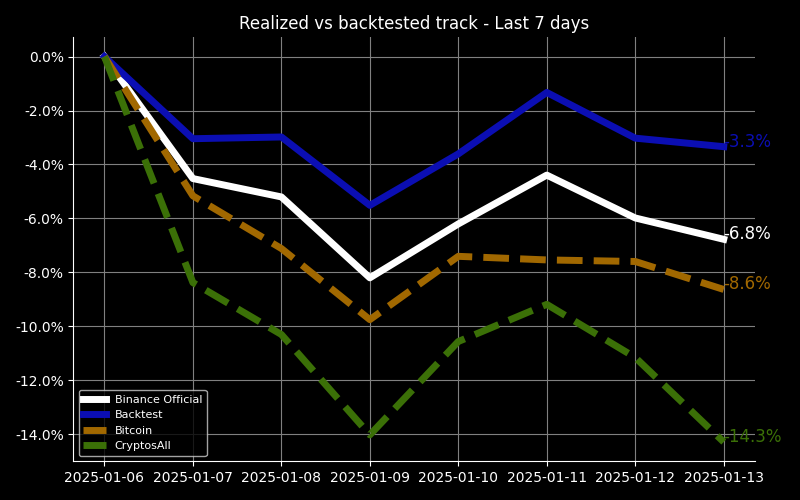 Realized vs backtested track - Last 7 days
0.0%
-2.0%
-4.0%
-6.0%
-8.0%
-10.0%
-12.0%
-14.0%
-3.3%
-6.8%
-8.6%
-14.3%
Binance Official
Backtest
Bitcoin
CryptosAll
2025-01-06 2025-01-07 2025-01-08 2025-01-09 2025-01-10 2025-01-11 2025-01-12 2025-01-13